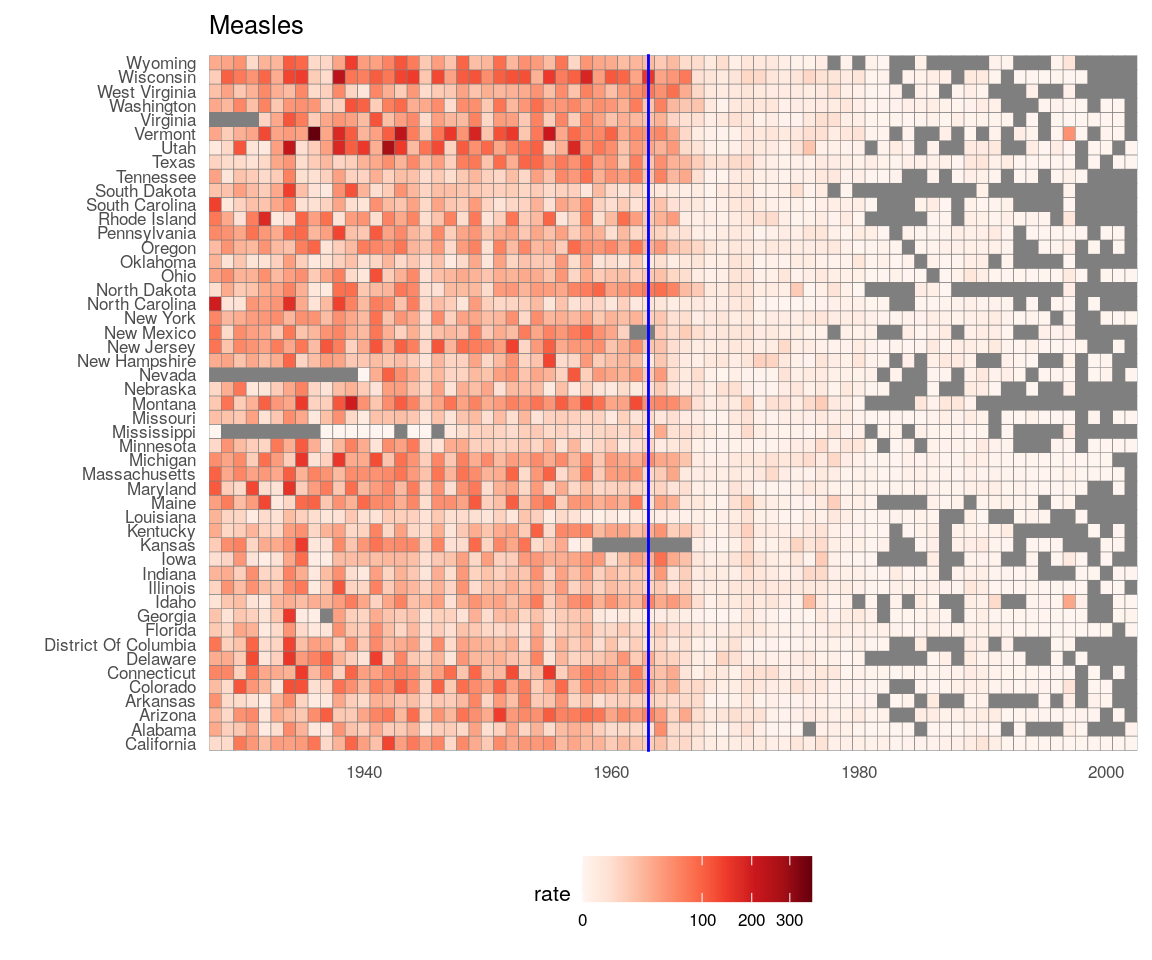 Measles
Wyoming
Wisconsin
West Virginia
Washington
Virginia
Vermont
Utah
Texas
Tennessee
South Dakota
South Carolina
Rhode Island
Pennsylvania
Oregon
Oklahoma
Ohio
North Dakota
North Carolina
New York
New Mexico
New Jersey
New Hampshire
Nevada
Nebraska
Montana
Missouri
Mississippi
Minnesota
Michigan
Massachusetts
Maryland
Maine
Louisiana
Kentucky
Kansas
Iowa
Indiana
Illinois
Idaho
Georgia
Florida
District Of Columbia
Delaware
Connecticut
Colorado
Arkansas
Arizona
Alabama
California
1940 1960 1980 2000
rate
0 100 200 300